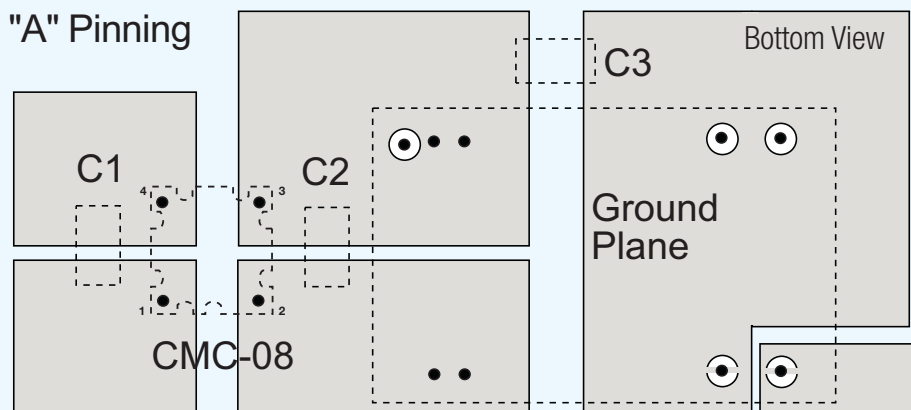 "A" Pinning
Bottom View
C3
C1
C2
4
3
Ground
Plane
1
2
CMC-08